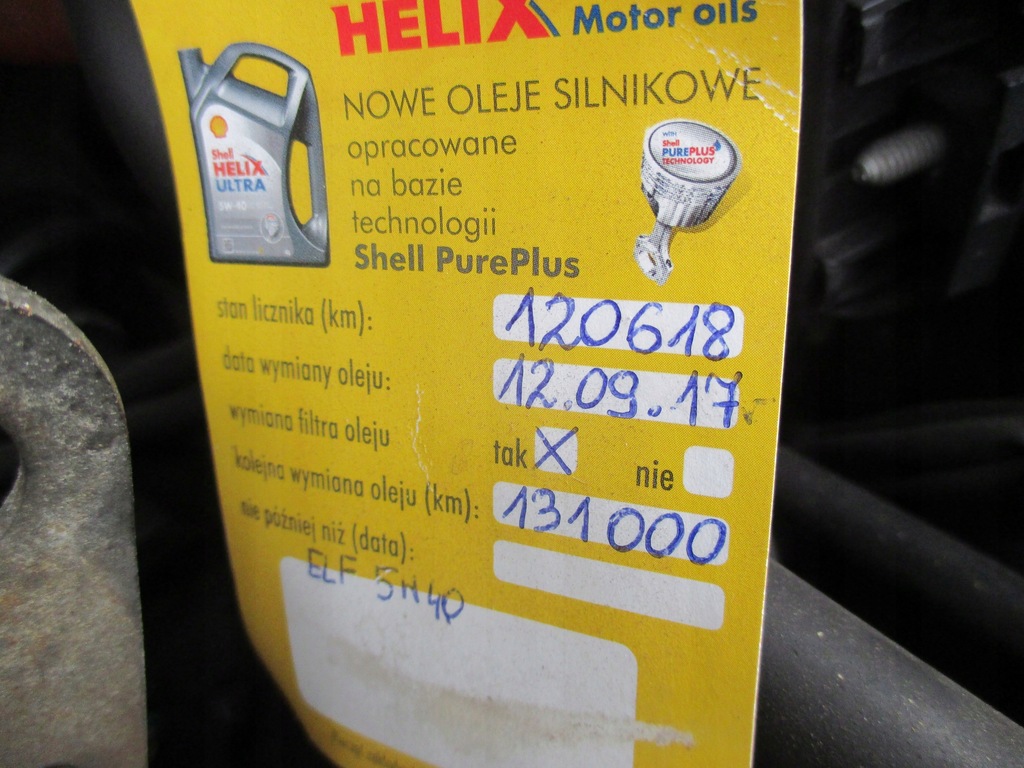 HELIX Motor oils
NOWE OLEJE SILNIKOWE
opracowane
na bazie
technologii
Shell PurePlus
Shell
HELIX
ULTRA
5W-40
WITH
Shell
PUREPLUS
TECHNOLOGY
stan licznika (km): 120618
data wymiany oleju: 12.09.17
wymiana filtra oleju tak X nie
kolejna wymiana oleju (km): 131000
nie później niż (data):
ELF 5W40